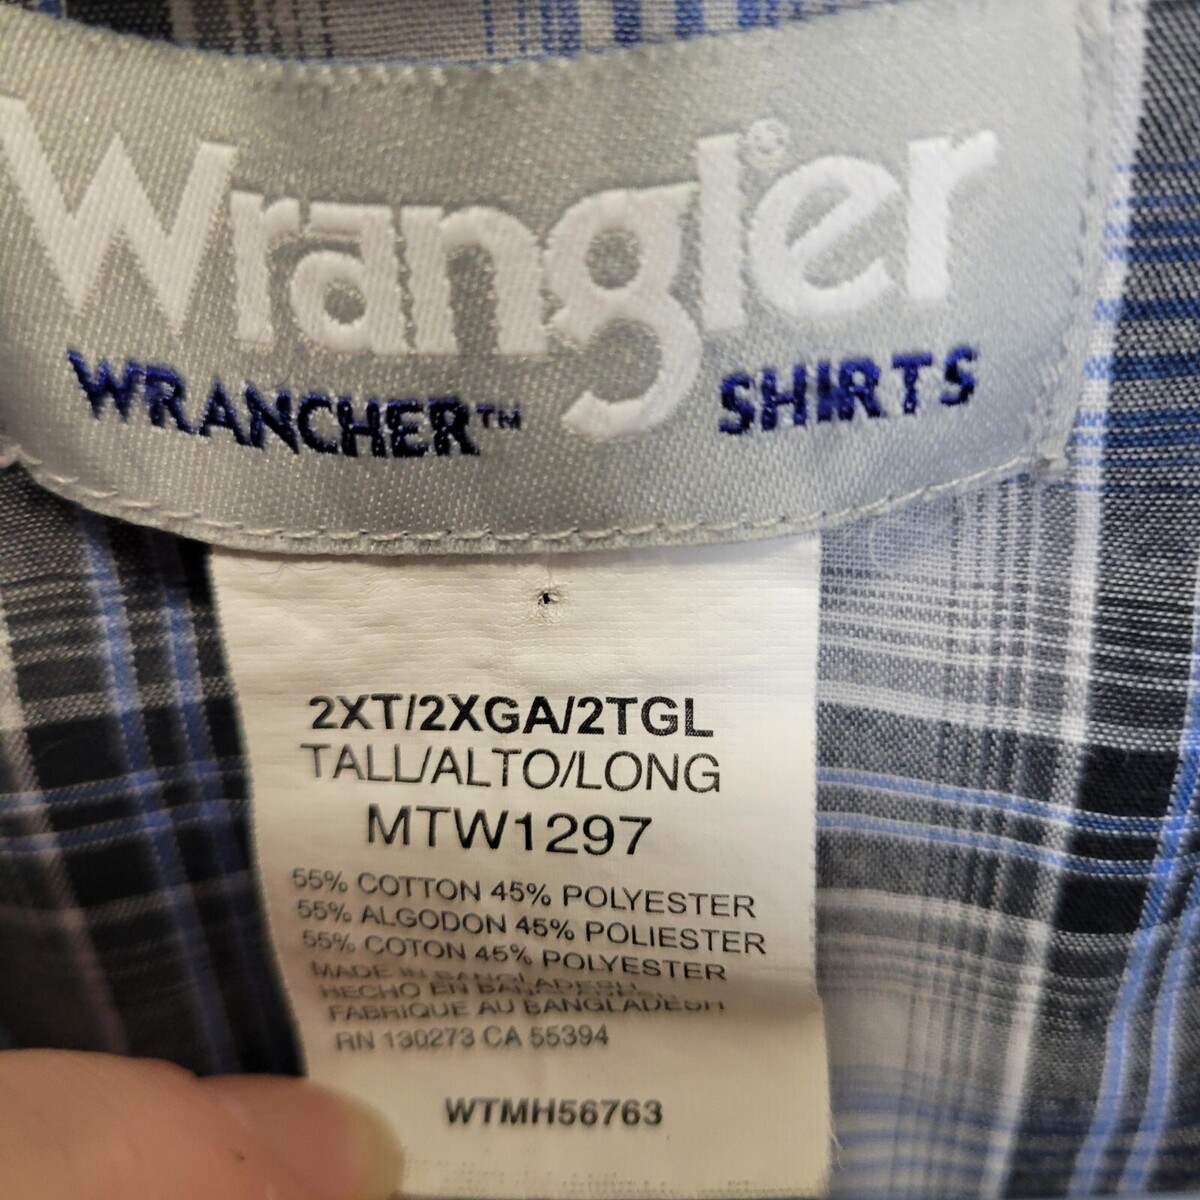 Wrangler®
WRANCHER™ SHIRTS
2XT/2XGA/2TGL
TALL/ALTO/LONG
MTW1297
55% COTTON 45% POLYESTER
55% ALGODON 45% POLIESTER
55% COTON 45% POLYESTER
MADE IN BANGLADESH
HECHO EN BANGLADESH
FABRIQUE AU BANGLADESH
RN 130273 CA 55394
WTMH56763